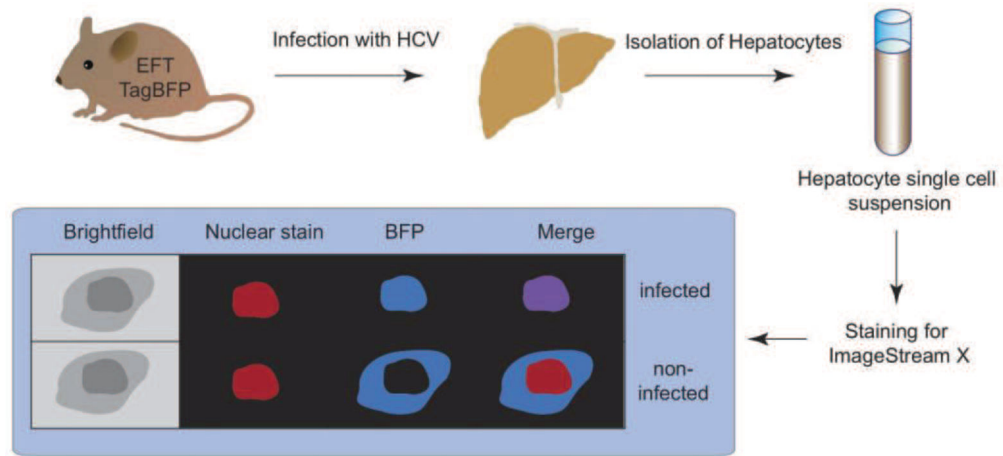 EFT
TagBFP
Infection with HCV
Isolation of Hepatocytes
Hepatocyte single cell
suspension
Staining for
ImageStream X
Brightfield
Nuclear stain
BFP
Merge
infected
non-
infected